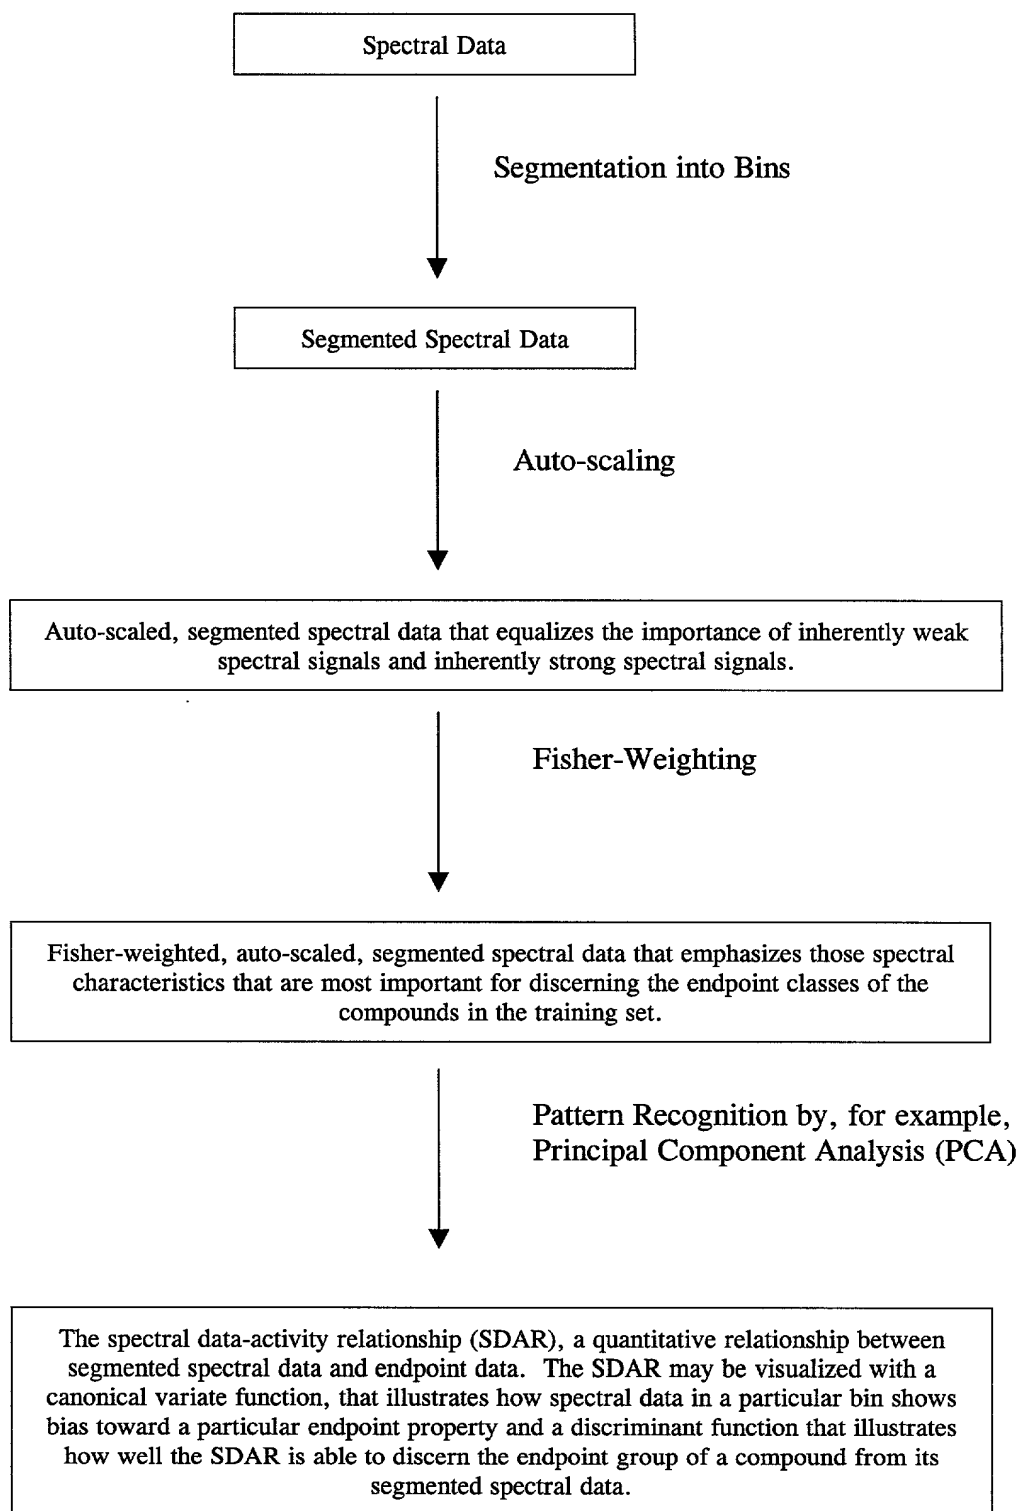 Spectral Data
Segmentation into Bins
Segmented Spectral Data
Auto-scaling
Auto-scaled, segmented spectral data that equalizes the importance of inherently weak
spectral signals and inherently strong spectral signals.
Fisher-Weighting
Fisher-weighted, auto-scaled, segmented spectral data that emphasizes those spectral
characteristics that are most important for discerning the endpoint classes of the
compounds in the training set.
Pattern Recognition by, for example,
Principal Component Analysis (PCA)
The spectral data-activity relationship (SDAR), a quantitative relationship between
segmented spectral data and endpoint data.  The SDAR may be visualized with a
canonical variate function, that illustrates how spectral data in a particular bin shows
bias toward a particular endpoint property and a discriminant function that illustrates
how well the SDAR is able to discern the endpoint group of a compound from its
segmented spectral data.